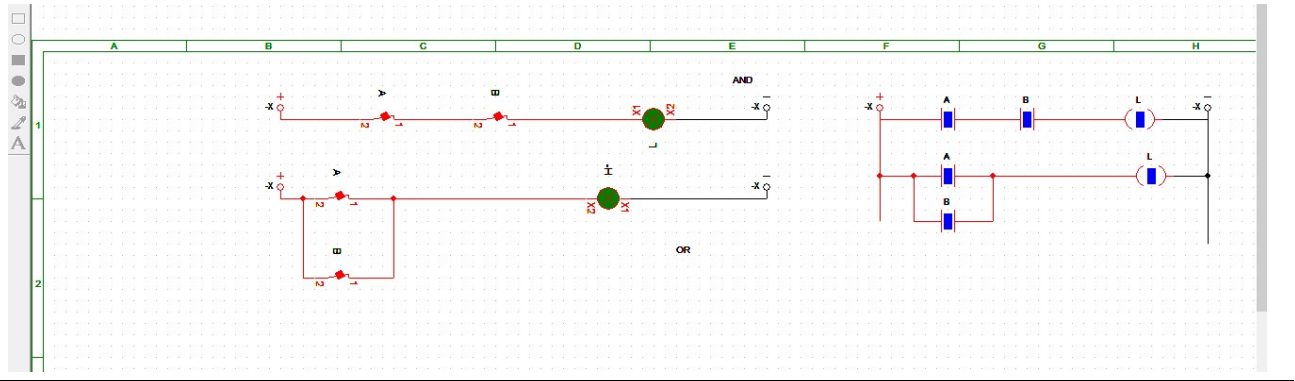 A B C D E F G H
AND
A B A B L
+ − + −
-X X1 X2 -X -X -X
1
2 1 2 1
L
A H A L
+ −
-X -X
2 1 X2 X1
B B
OR
2
2 1
A